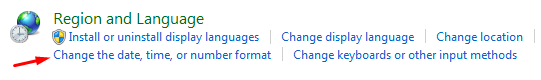 Region and Language
Install or uninstall display languages | Change display language | Change location
Change the date, time, or number format | Change keyboards or other input methods